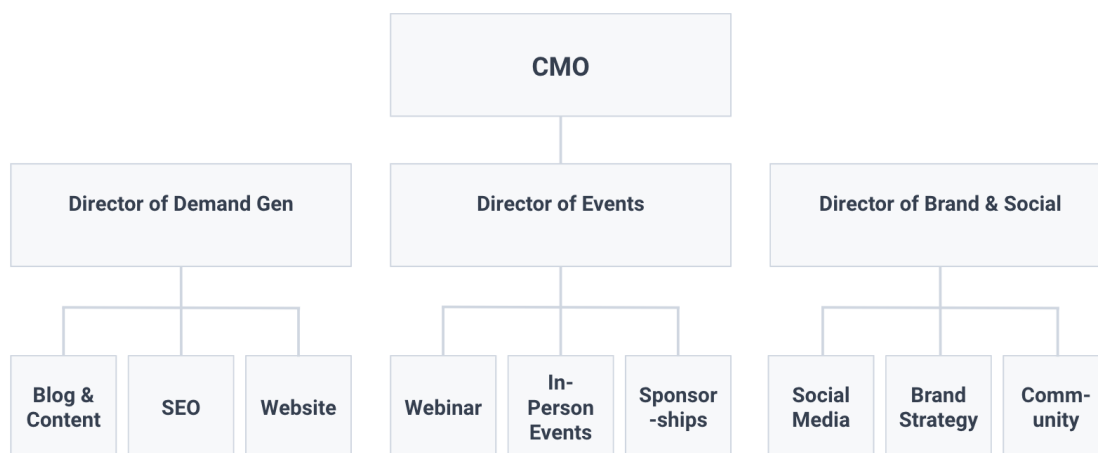 CMO
Director of Demand Gen
Director of Events
Director of Brand & Social
Blog &
Content
SEO
Website
Webinar
In-
Person
Events
Sponsor
-ships
Social
Media
Brand
Strategy
Comm-
unity